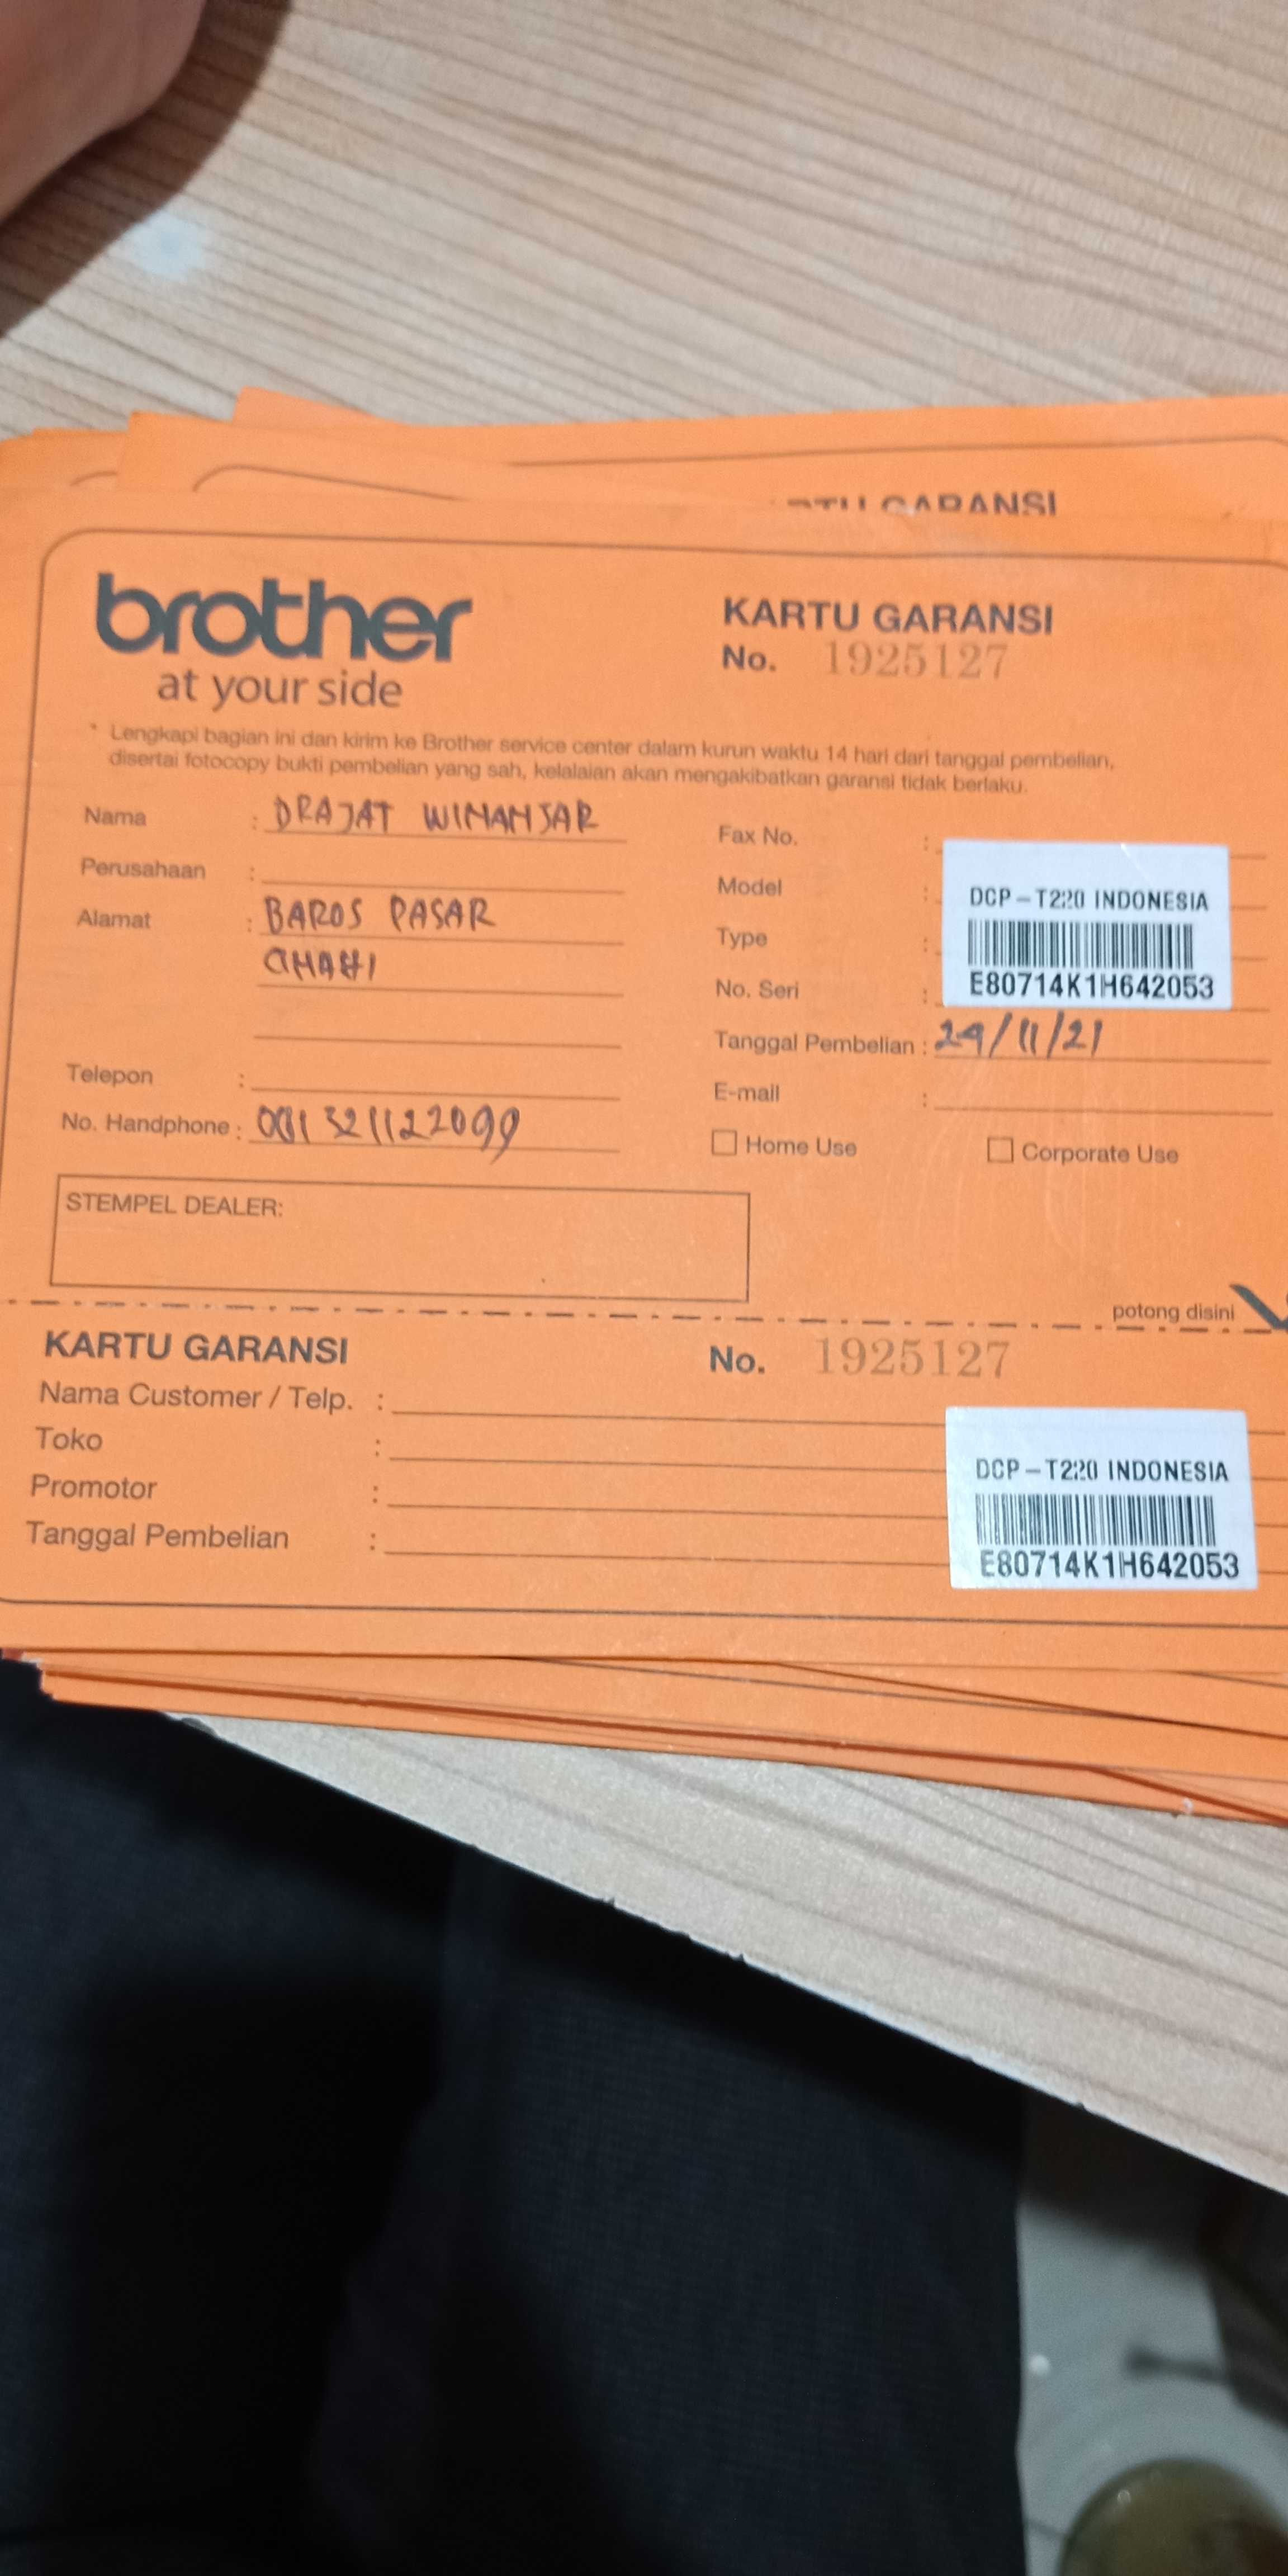 KARTU GARANSI
brother
at your side
KARTU GARANSI
No. 1925127
* Lengkapi bagian ini dan kirim ke Brother service center dalam kurun waktu 14 hari dari tanggal pembelian,
disertai fotocopy bukti pembelian yang sah, kelalaian akan mengakibatkan garansi tidak berlaku.
Nama : DRAJAT WINANSAR
Perusahaan :
Alamat : BAROS PASAR
CIMAHI
Telepon :
No. Handphone : 081321122099
Fax No. :
Model :
Type :
No. Seri :
DCP-T220 INDONESIA
E80714K1H642053
Tanggal Pembelian : 29/11/21
E-mail :
Home Use
Corporate Use
STEMPEL DEALER:
potong disini
KARTU GARANSI
No. 1925127
Nama Customer / Telp. :
Toko :
Promotor :
Tanggal Pembelian :
DCP-T220 INDONESIA
E80714K1H642053